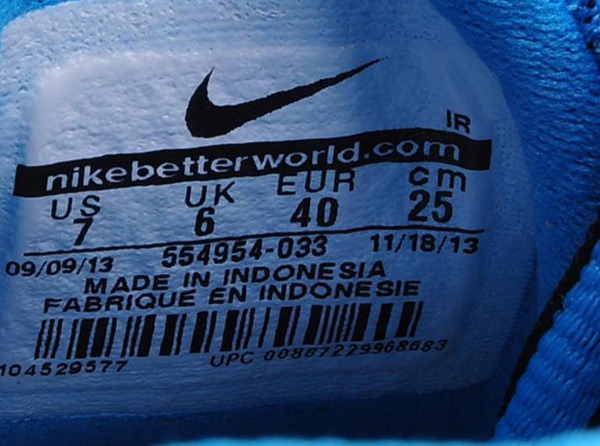 IR
nikebetterworld.com
US UK EUR cm
7 6 40 25
09/09/13 554954-033 11/18/13
MADE IN INDONESIA
FABRIQUE EN INDONESIE
104529577 UPC 00887229968683